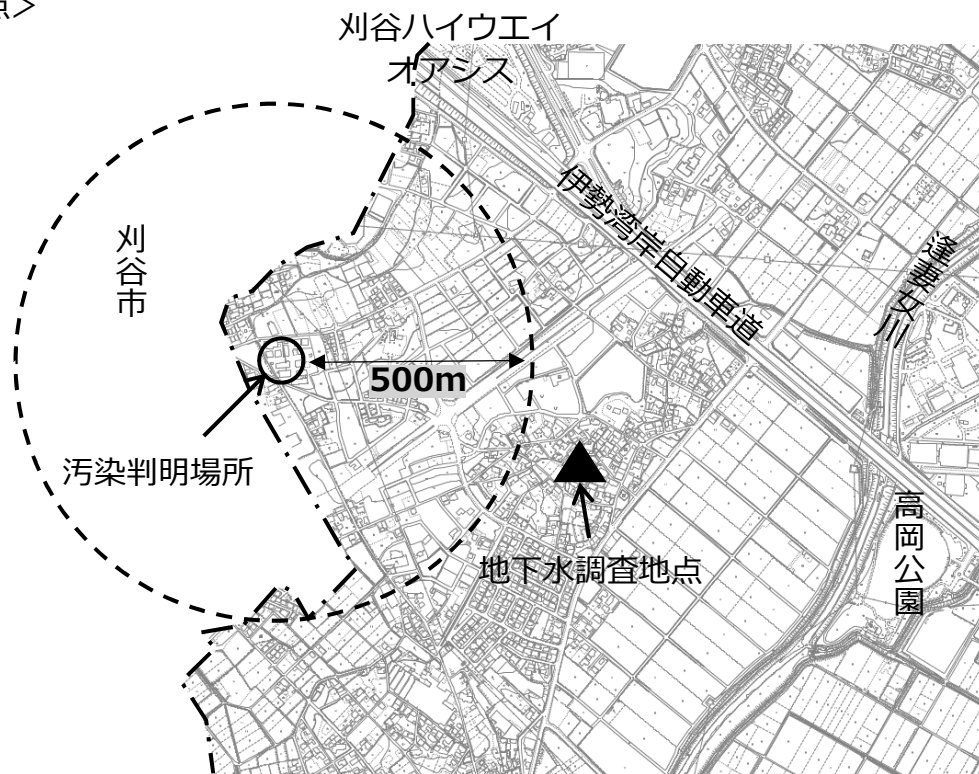 点>
刈谷ハイウエイ
オアシス
伊勢湾岸自動車道
逢妻女川
刈谷市
500m
汚染判明場所
地下水調査地点
高岡公園